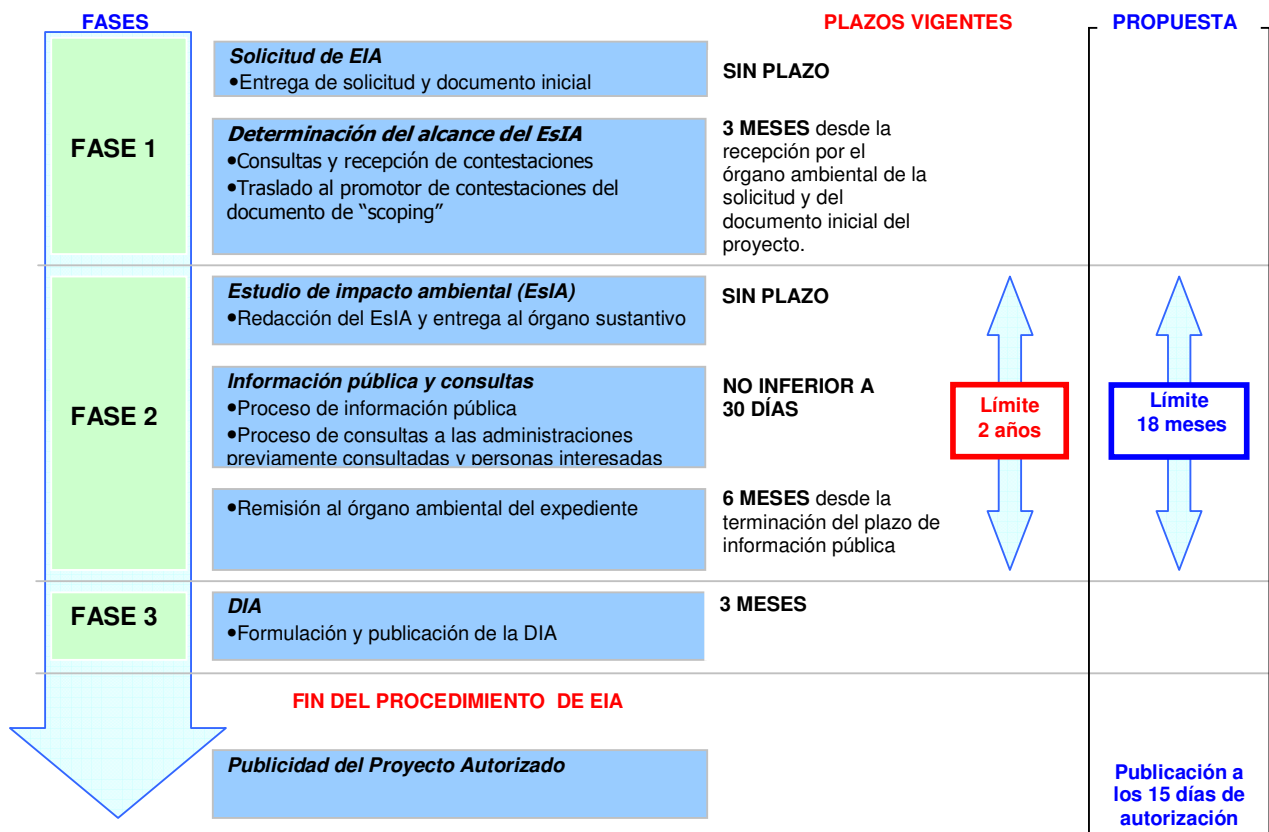 FASES
PLAZOS VIGENTES
PROPUESTA
FASE 1
Solicitud de EIA
•Entrega de solicitud y documento inicial
SIN PLAZO
Determinación del alcance del EsIA
•Consultas y recepción de contestaciones
•Traslado al promotor de contestaciones del
documento de “scoping”
3 MESES desde la
recepción por el
órgano ambiental de la
solicitud y del
documento inicial del
proyecto.
FASE 2
Estudio de impacto ambiental (EsIA)
•Redacción del EsIA y entrega al órgano sustantivo
SIN PLAZO
Información pública y consultas
•Proceso de información pública
•Proceso de consultas a las administraciones
previamente consultadas y personas interesadas
NO INFERIOR A
30 DÍAS
•Remisión al órgano ambiental del expediente
6 MESES desde la
terminación del plazo de
información pública
Límite
2 años
Límite
18 meses
FASE 3
DIA
•Formulación y publicación de la DIA
3 MESES
FIN DEL PROCEDIMIENTO DE EIA
Publicidad del Proyecto Autorizado
Publicación a
los 15 días de
autorización